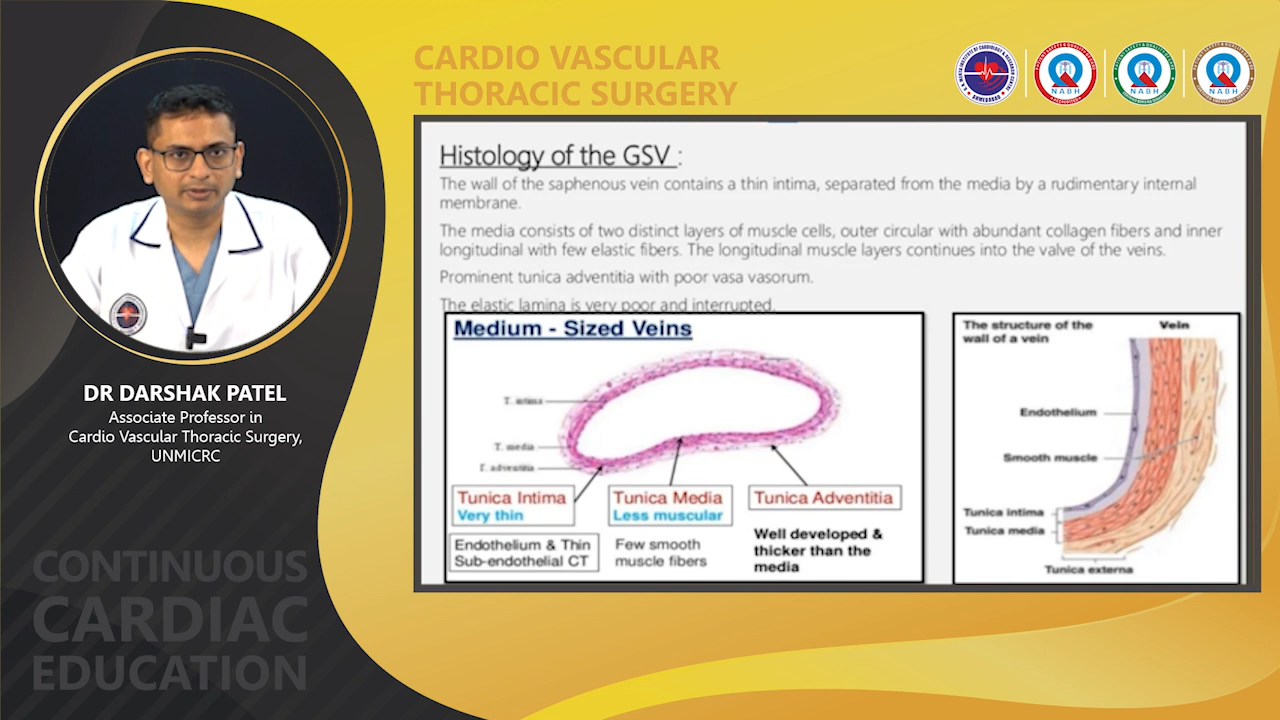 CARDIO VASCULAR
THORACIC SURGERY
NABH
NABH
NABH
Histology of the GSV :
The wall of the saphenous vein contains a thin intima, separated from the media by a rudimentary internal
membrane.
The media consists of two distinct layers of muscle cells, outer circular with abundant collagen fibers and inner
longitudinal with few elastic fibers. The longitudinal muscle layers continues into the valve of the veins.
Prominent tunica adventitia with poor vasa vasorum.
The elastic lamina is very poor and interrupted.
Medium - Sized Veins
T. intima
T. media
T. adventitia
Tunica Intima
Very thin
Endothelium & Thin
Sub-endothelial CT
Tunica Media
Less muscular
Few smooth
muscle fibers
Tunica Adventitia
Well developed &
thicker than the
media
The structure of the
wall of a vein
Vein
Endothelium
Smooth muscle
Tunica intima
Tunica media
Tunica externa
DR DARSHAK PATEL
Associate Professor in
Cardio Vascular Thoracic Surgery,
UNMICRC
CONTINUOUS
CARDIAC
EDUCATION